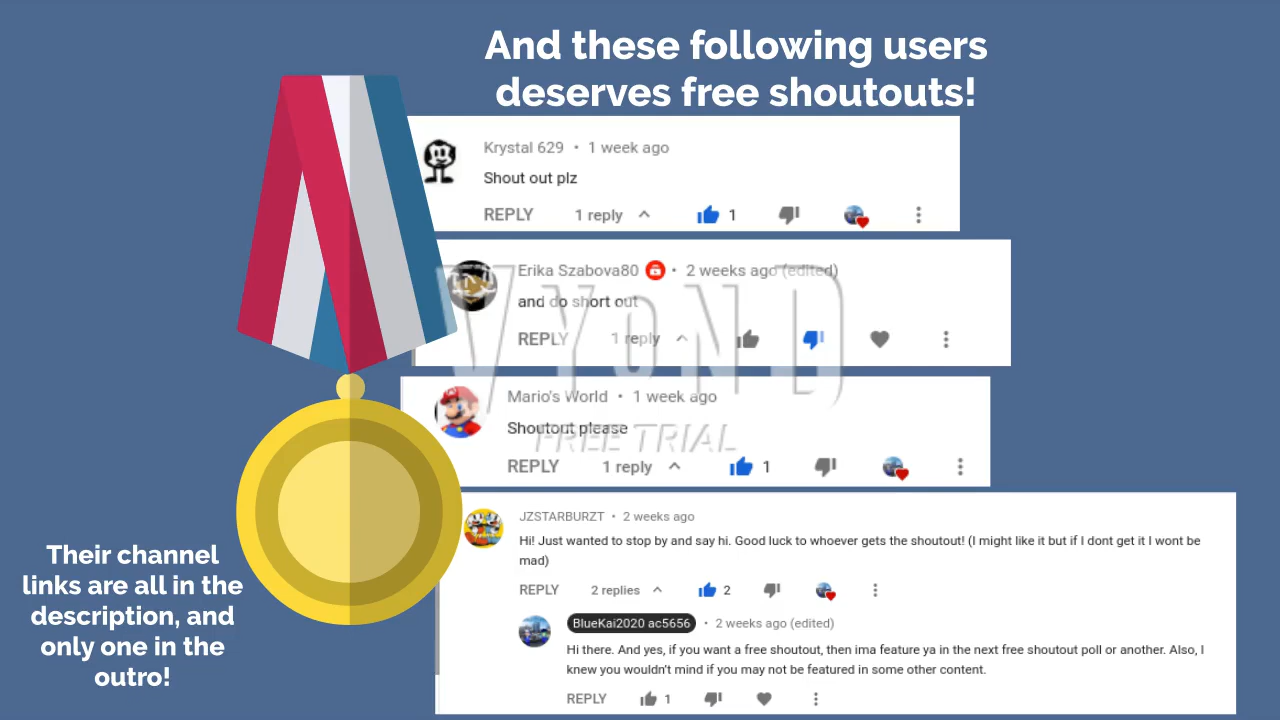 And these following users
deserves free shoutouts!
Krystal 629 • 1 week ago
Shout out plz
REPLY 1 reply 1
Erika Szabova80 • 2 weeks ago (edited)
and do short out
REPLY 1 reply
VYOND
FREE TRIAL
Mario's World • 1 week ago
Shoutout please
REPLY 1 reply 1
JZSTARBURZT • 2 weeks ago
Hi! Just wanted to stop by and say hi. Good luck to whoever gets the shoutout! (I might like it but if I dont get it I wont be
mad)
REPLY 2 replies 2
BlueKai2020 ac5656 • 2 weeks ago (edited)
Hi there. And yes, if you want a free shoutout, then ima feature ya in the next free shoutout poll or another. Also, I
knew you wouldn't mind if you may not be featured in some other content.
REPLY 1
Their channel
links are all in the
description, and
only one in the
outro!